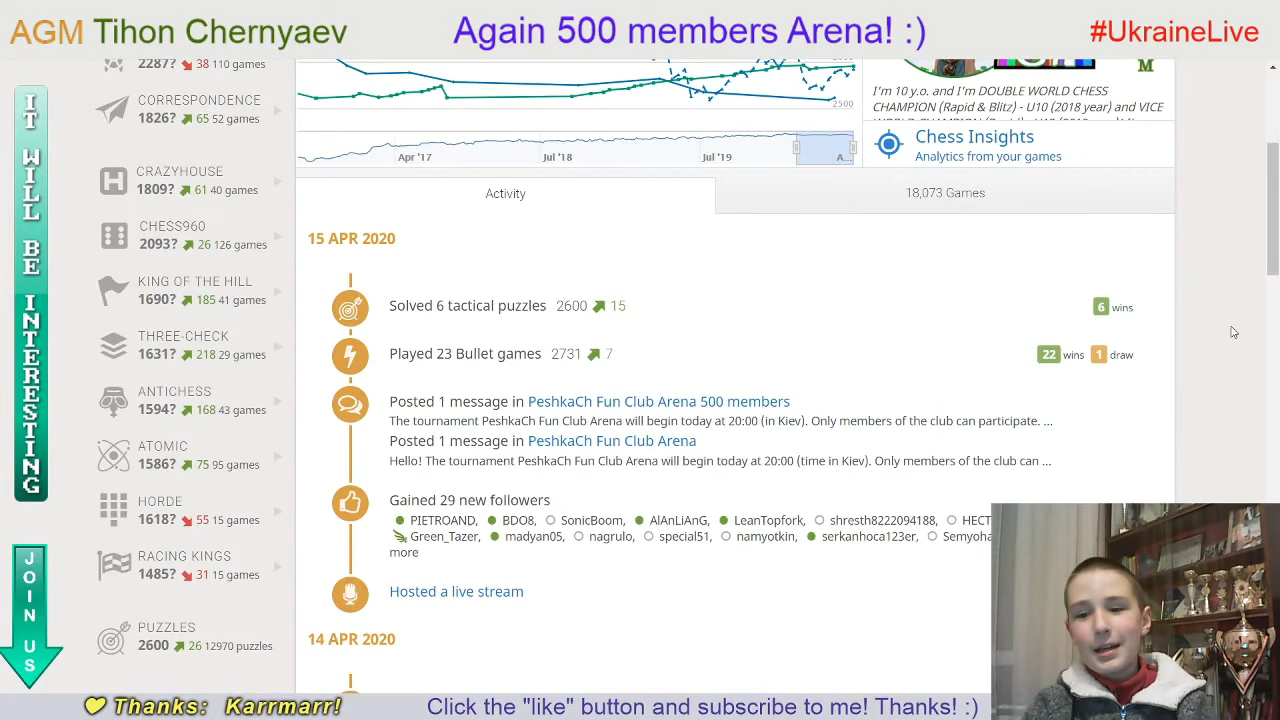 AGM Tihon Chernyaev
Again 500 members Arena! :)
#UkraineLive
2287? 38 110 games
CORRESPONDENCE
1826? 65 52 games
CRAZYHOUSE
1809? 61 40 games
CHESS960
2093? 26 126 games
KING OF THE HILL
1690? 185 41 games
THREE-CHECK
1631? 218 29 games
ANTICHESS
1594? 168 43 games
ATOMIC
1586? 75 95 games
HORDE
1618? 55 15 games
RACING KINGS
1485? 31 15 games
PUZZLES
2600 26 12970 puzzles
IT WILL BE INTERESTING
JOIN US
2500
Apr '17 Jul '18 Jul '19 A...
M
I'm 10 y.o. and I'm DOUBLE WORLD CHESS
CHAMPION (Rapid & Blitz) - U10 (2018 year) and VICE
Chess Insights
Analytics from your games
Activity
18,073 Games
15 APR 2020
Solved 6 tactical puzzles 2600 15
6 wins
Played 23 Bullet games 2731 7
22 wins 1 draw
Posted 1 message in PeshkaCh Fun Club Arena 500 members
The tournament PeshkaCh Fun Club Arena will begin today at 20:00 (in Kiev). Only members of the club can participate. ...
Posted 1 message in PeshkaCh Fun Club Arena
Hello! The tournament PeshkaCh Fun Club Arena will begin today at 20:00 (time in Kiev). Only members of the club can ...
Gained 29 new followers
PIETROAND, BDO8, SonicBoom, AlAnLiAnG, LeanTopfork, shresth8222094188, HECT
Green_Tazer, madyan05, nagrulo, special51, namyotkin, serkanhoca123er, Semyoha
more
Hosted a live stream
14 APR 2020
Thanks: Karrmarr!
Click the "like" button and subscribe to me! Thanks! :)